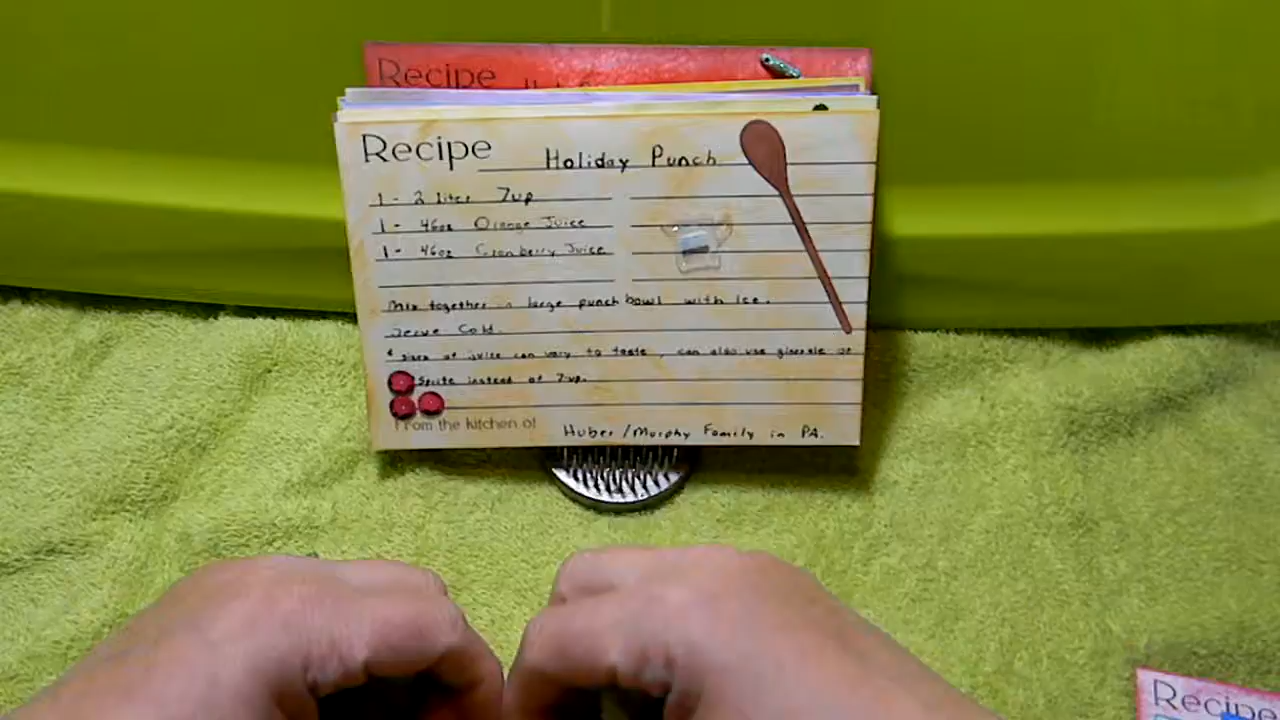 Recipe
Recipe Holiday Punch
1 - 2 liter 7up
1 - 46oz Orange Juice
1 - 46oz Cranberry Juice
Mix together in large punch bowl with ice.
Serve Cold.
* sizes of juice can vary to taste, can also use gingerale or
Sprite instead of 7up.
From the kitchen of Huber/Murphy Family in PA.
Recipe